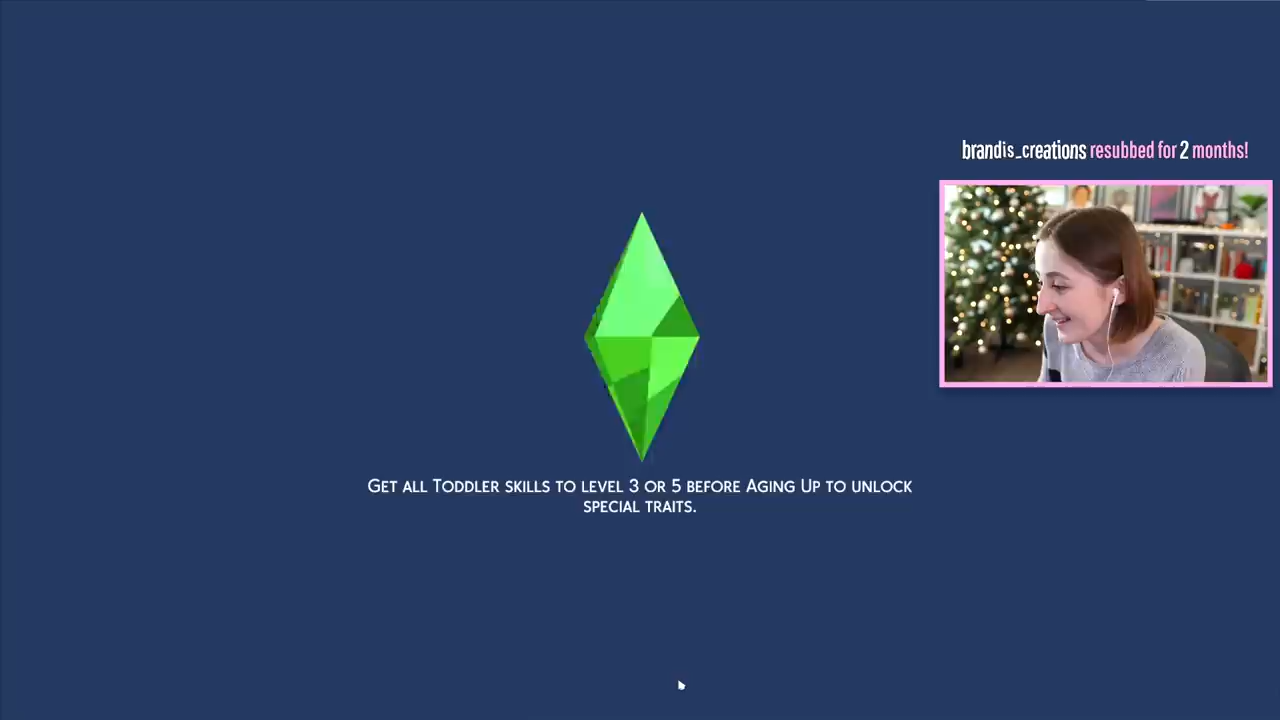 brandis_creations resubbed for 2 months!
Get all Toddler skills to level 3 or 5 before Aging Up to unlock
special traits.